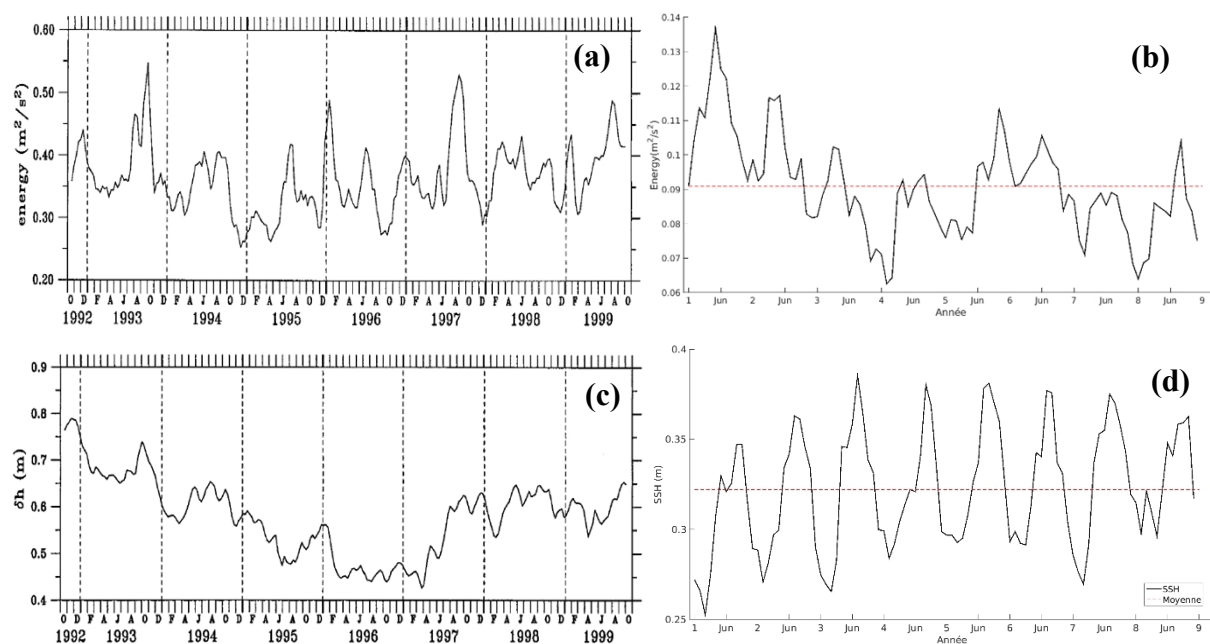 (a)
energy (m²/s²)
0.60
0.50
0.40
0.30
0.20
O D F A J A O D F A J A O D F A J A O D F A J A O D F A J A O D F A J A O D F A J A O
1992 1993 1994 1995 1996 1997 1998 1999
(b)
Energy(m²/s²)
0.14
0.13
0.12
0.11
0.1
0.09
0.08
0.07
0.06
1 Jun 2 Jun 3 Jun 4 Jun 5 Jun 6 Jun 7 Jun 8 Jun 9
Année
(c)
δh (m)
0.9
0.8
0.7
0.6
0.5
0.4
O D F A J A O D F A J A O D F A J A O D F A J A O D F A J A O D F A J A O D F A J A O
1992 1993 1994 1995 1996 1997 1998 1999
(d)
SSH (m)
0.4
0.35
0.3
0.25
1 Jun 2 Jun 3 Jun 4 Jun 5 Jun 6 Jun 7 Jun 8 Jun 9
Année
SSH
Moyenne